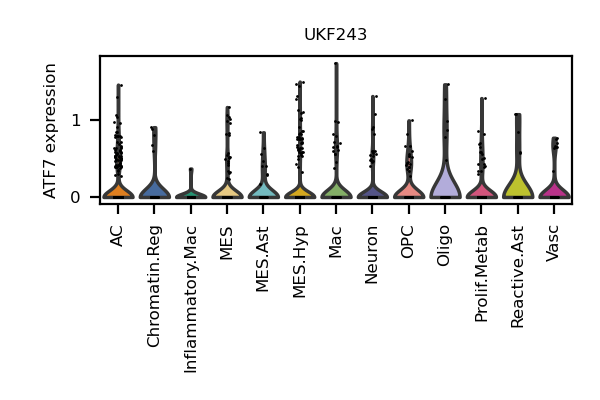 UKF243
ATF7 expression
1
0
AC
Chromatin.Reg
Inflammatory.Mac
MES
MES.Ast
MES.Hyp
Mac
Neuron
OPC
Oligo
Prolif.Metab
Reactive.Ast
Vasc